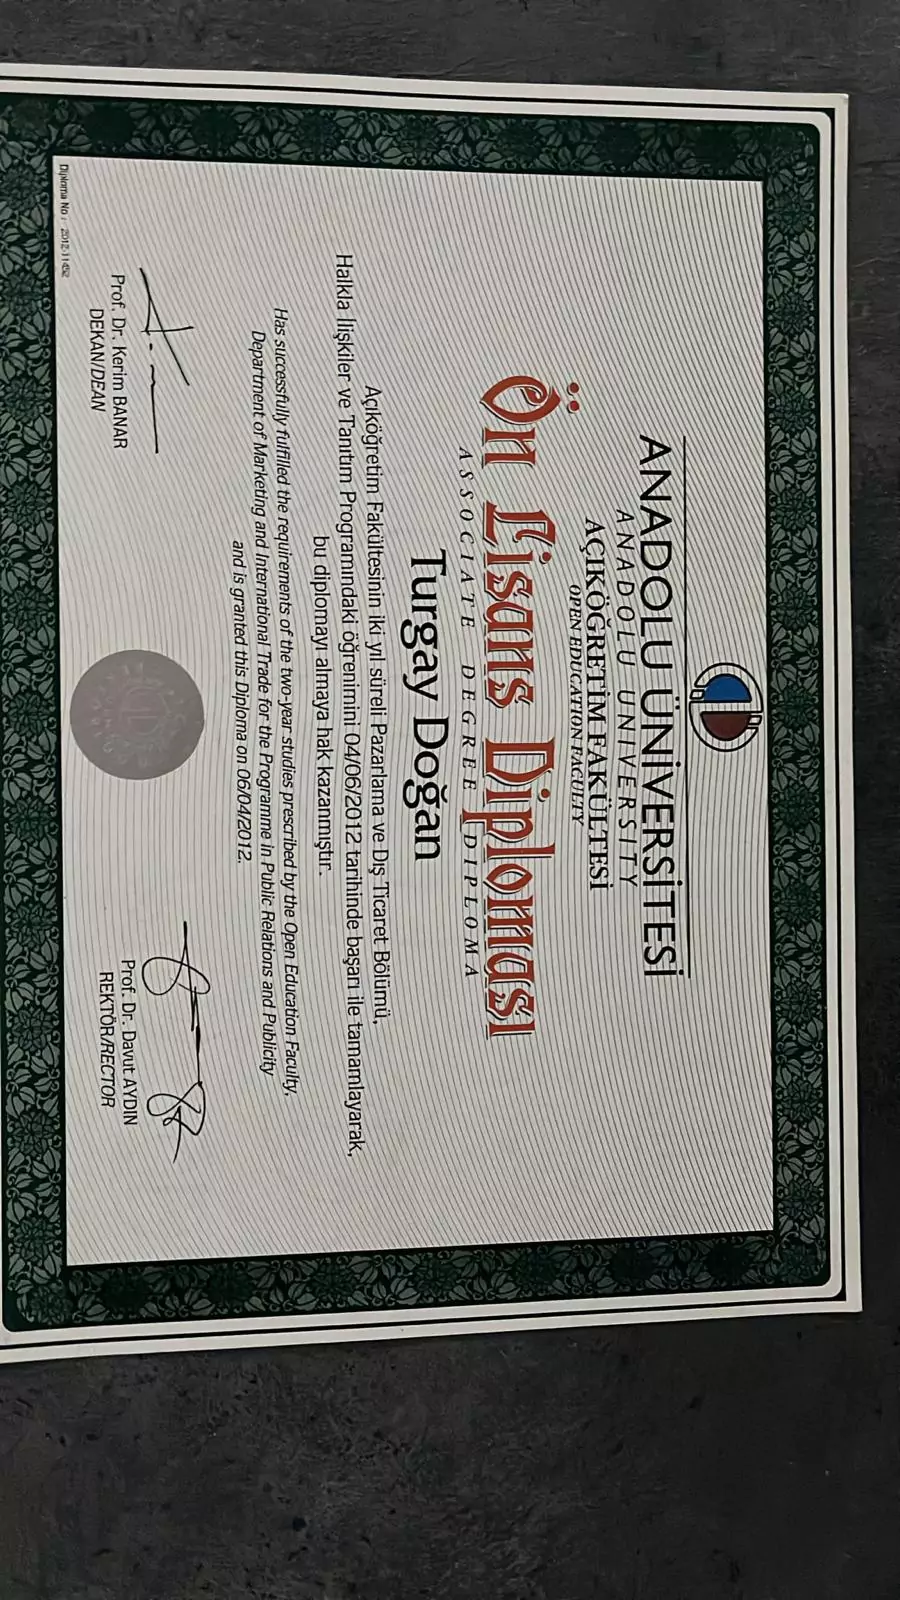 ANADOLU ÜNİVERSİTESİ
ANADOLU UNIVERSITY
AÇIKÖĞRETİM FAKÜLTESİ
OPEN EDUCATION FACULTY
Ön Lisans Diploması
ASSOCIATE DEGREE DIPLOMA
Turgay Doğan
Açıköğretim Fakültesinin iki yıl süreli Pazarlama ve Dış Ticaret Bölümü,
Halkla İlişkiler ve Tanıtım Programındaki öğrenimini 04/06/2012 tarihinde başarı ile tamamlayarak,
bu diplomayı almaya hak kazanmıştır.
Has successfully fulfilled the requirements of the two-year studies prescribed by the Open Education Faculty,
Department of Marketing and International Trade for the Programme in Public Relations and Publicity
and is granted this Diploma on 06/04/2012.
Prof. Dr. Kerim BANAR
DEKAN/DEAN
Prof. Dr. Davut AYDIN
REKTÖR/RECTOR
Diploma No : 2012-11452